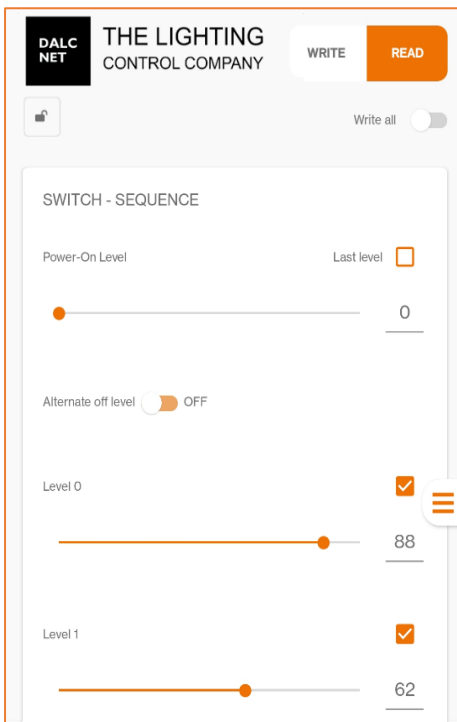 DALC
NET
THE LIGHTING
CONTROL COMPANY
WRITE
READ
Write all
SWITCH - SEQUENCE
Power-On Level
Last level
0
Alternate off level
OFF
Level 0
88
Level 1
62